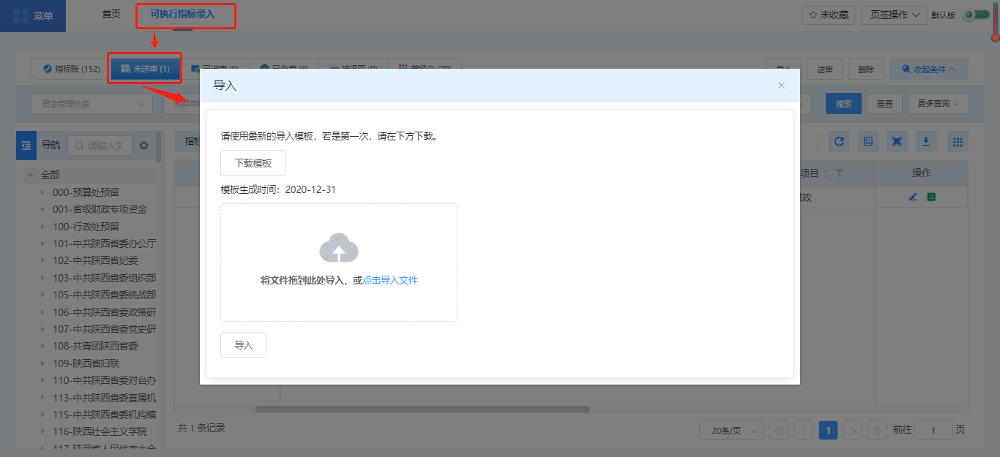 菜单
首页
可执行指标录入
未收藏
页签操作
默认版
指标账 (152)
未送审 (1)
已送审 (0)
已作废 (6)
被退回 (0)
曾经办 (79)
导入
送审
删除
收起条件
资金管理处室
预算单
搜索
重置
更多查询
导航
请输入关
指标
全部
000-预算处预留
001-省级财政专项资金
100-行政处预留
101-中共陕西省委办公厅
102-中共陕西省纪委
103-中共陕西省委组织部
105-中共陕西省委统战部
106-中共陕西省委政策研
107-中共陕西省委党史研
108-共青团陕西省委
109-陕西省妇联
110-中共陕西省委对台办
113-中共陕西省委直属机
115-中共陕西省委机构编
116-陕西社会主义学院
117-陕西省人民代表大会
项目
操作
政
导入
请使用最新的导入模板，若是第一次，请在下方下载。
下载模板
模板生成时间：2020-12-31
将文件拖到此处导入，或点击导入文件
导入
共 1 条记录
20条/页
1
前往
1
页